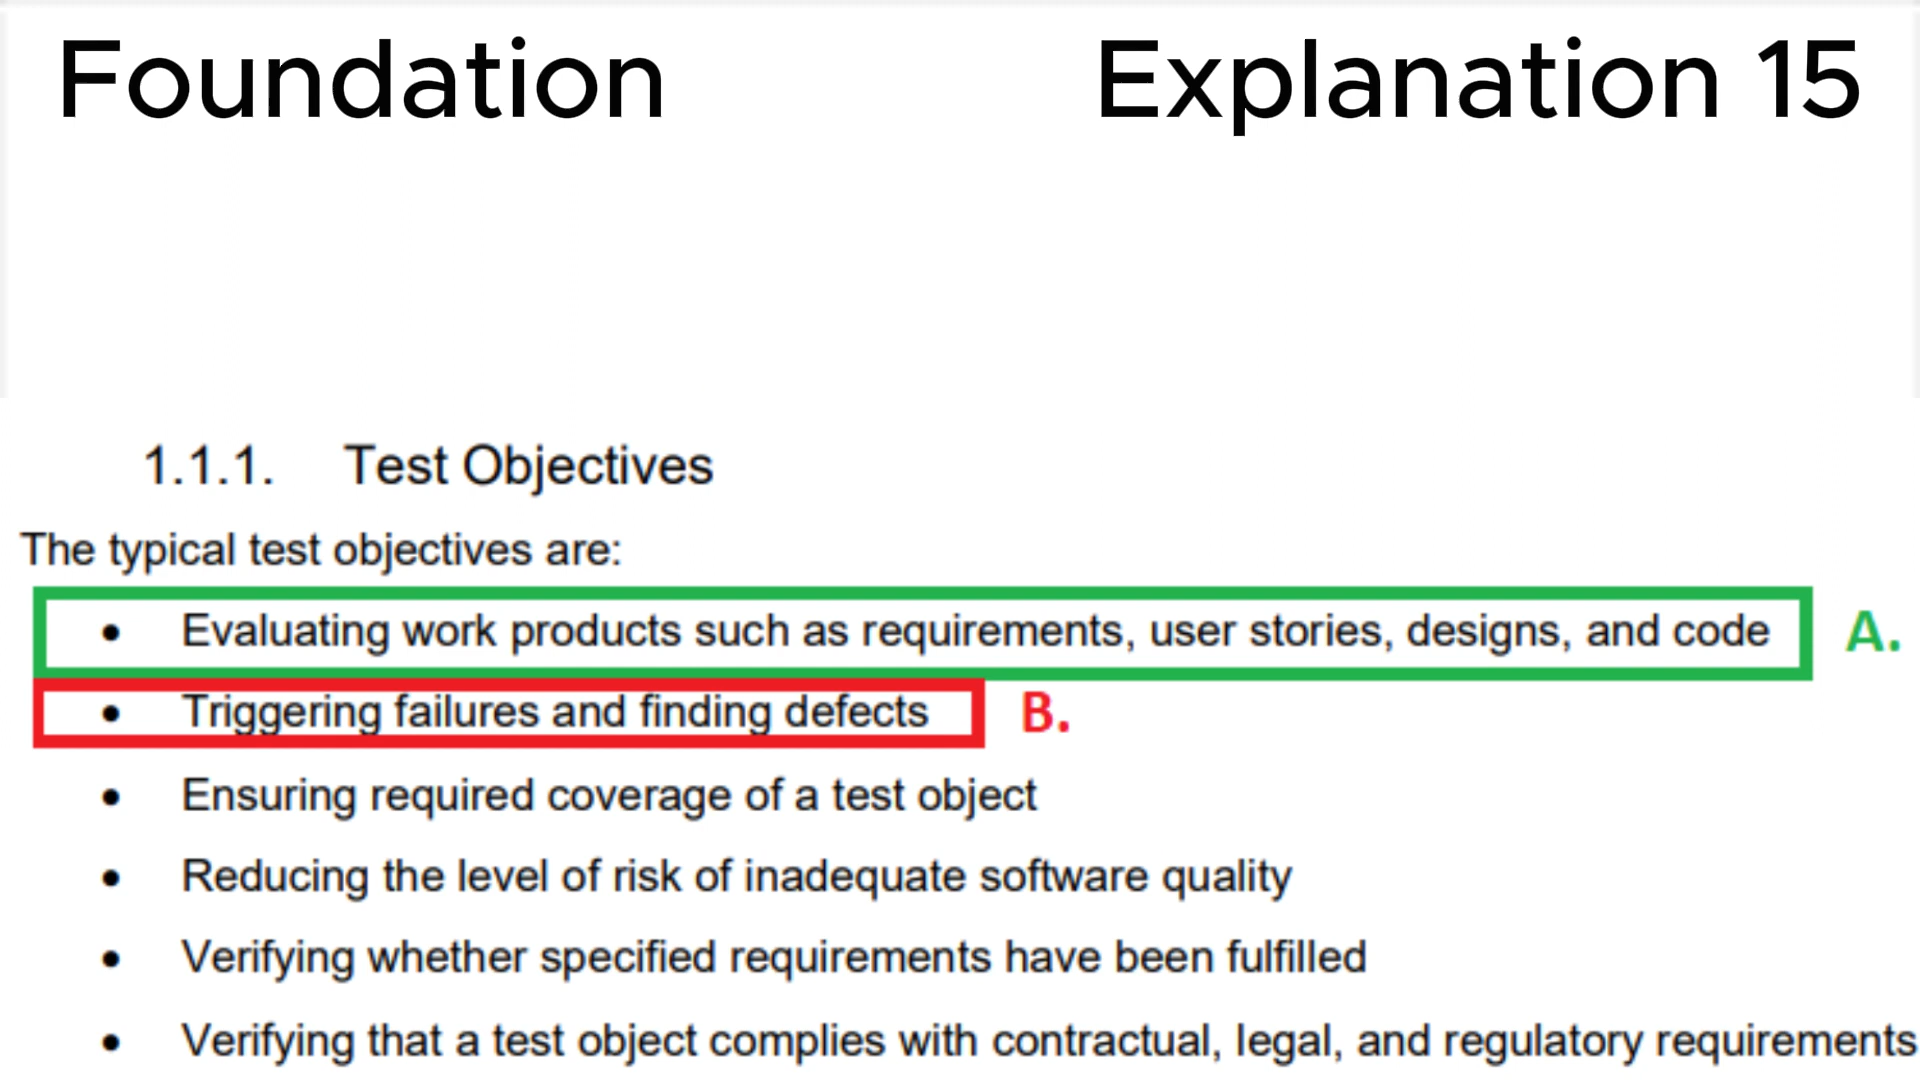 Foundation
Explanation 15
1.1.1. Test Objectives
The typical test objectives are:
• Evaluating work products such as requirements, user stories, designs, and code
A.
• Triggering failures and finding defects
B.
• Ensuring required coverage of a test object
• Reducing the level of risk of inadequate software quality
• Verifying whether specified requirements have been fulfilled
• Verifying that a test object complies with contractual, legal, and regulatory requirements